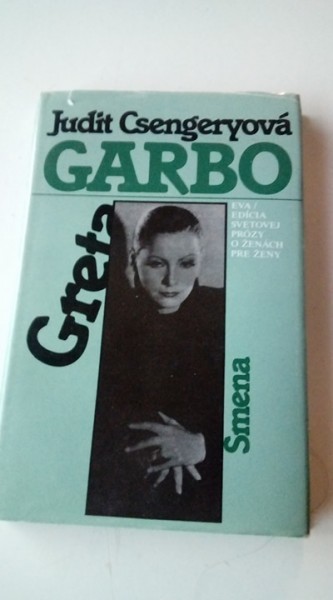 Judit Csengeryová
GARBO
Greta
EVA /
EDÍCIA
SVETOVEJ
PRÓZY
O ŽENÁCH
PRE ŽENY
Smena